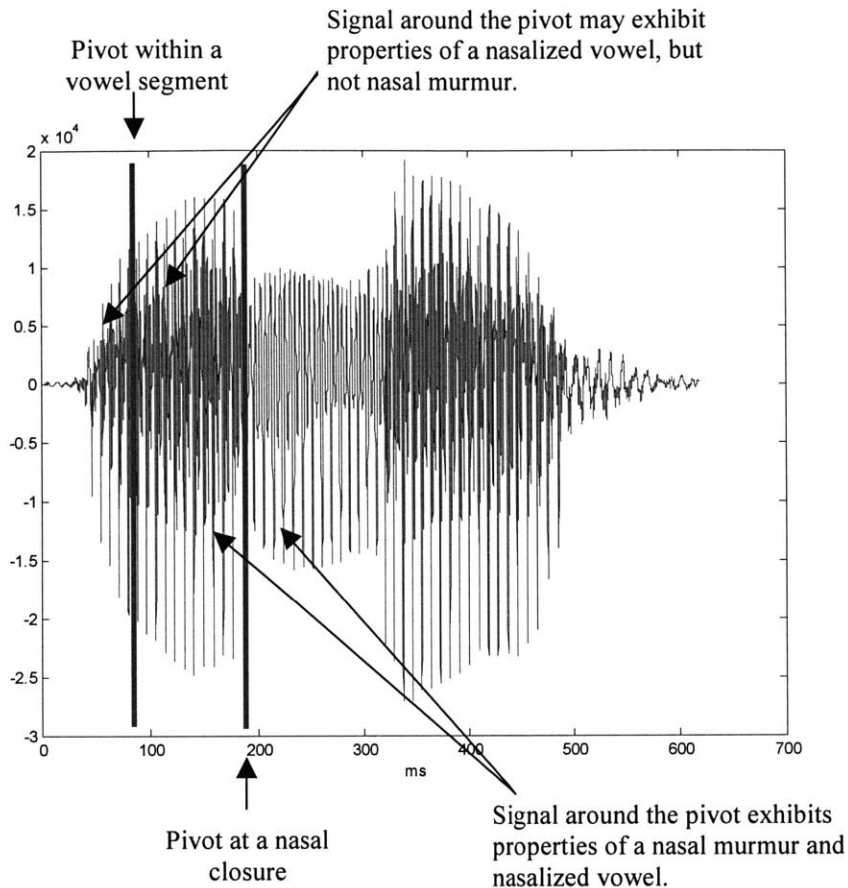 Signal around the pivot may exhibit
properties of a nasalized vowel, but
not nasal murmur.
Pivot within a
vowel segment
x 10^4
2
1.5
1
0.5
0
-0.5
-1
-1.5
-2
-2.5
-3
0 100 200 300 400 500 600 700
ms
Pivot at a nasal
closure
Signal around the pivot exhibits
properties of a nasal murmur and
nasalized vowel.